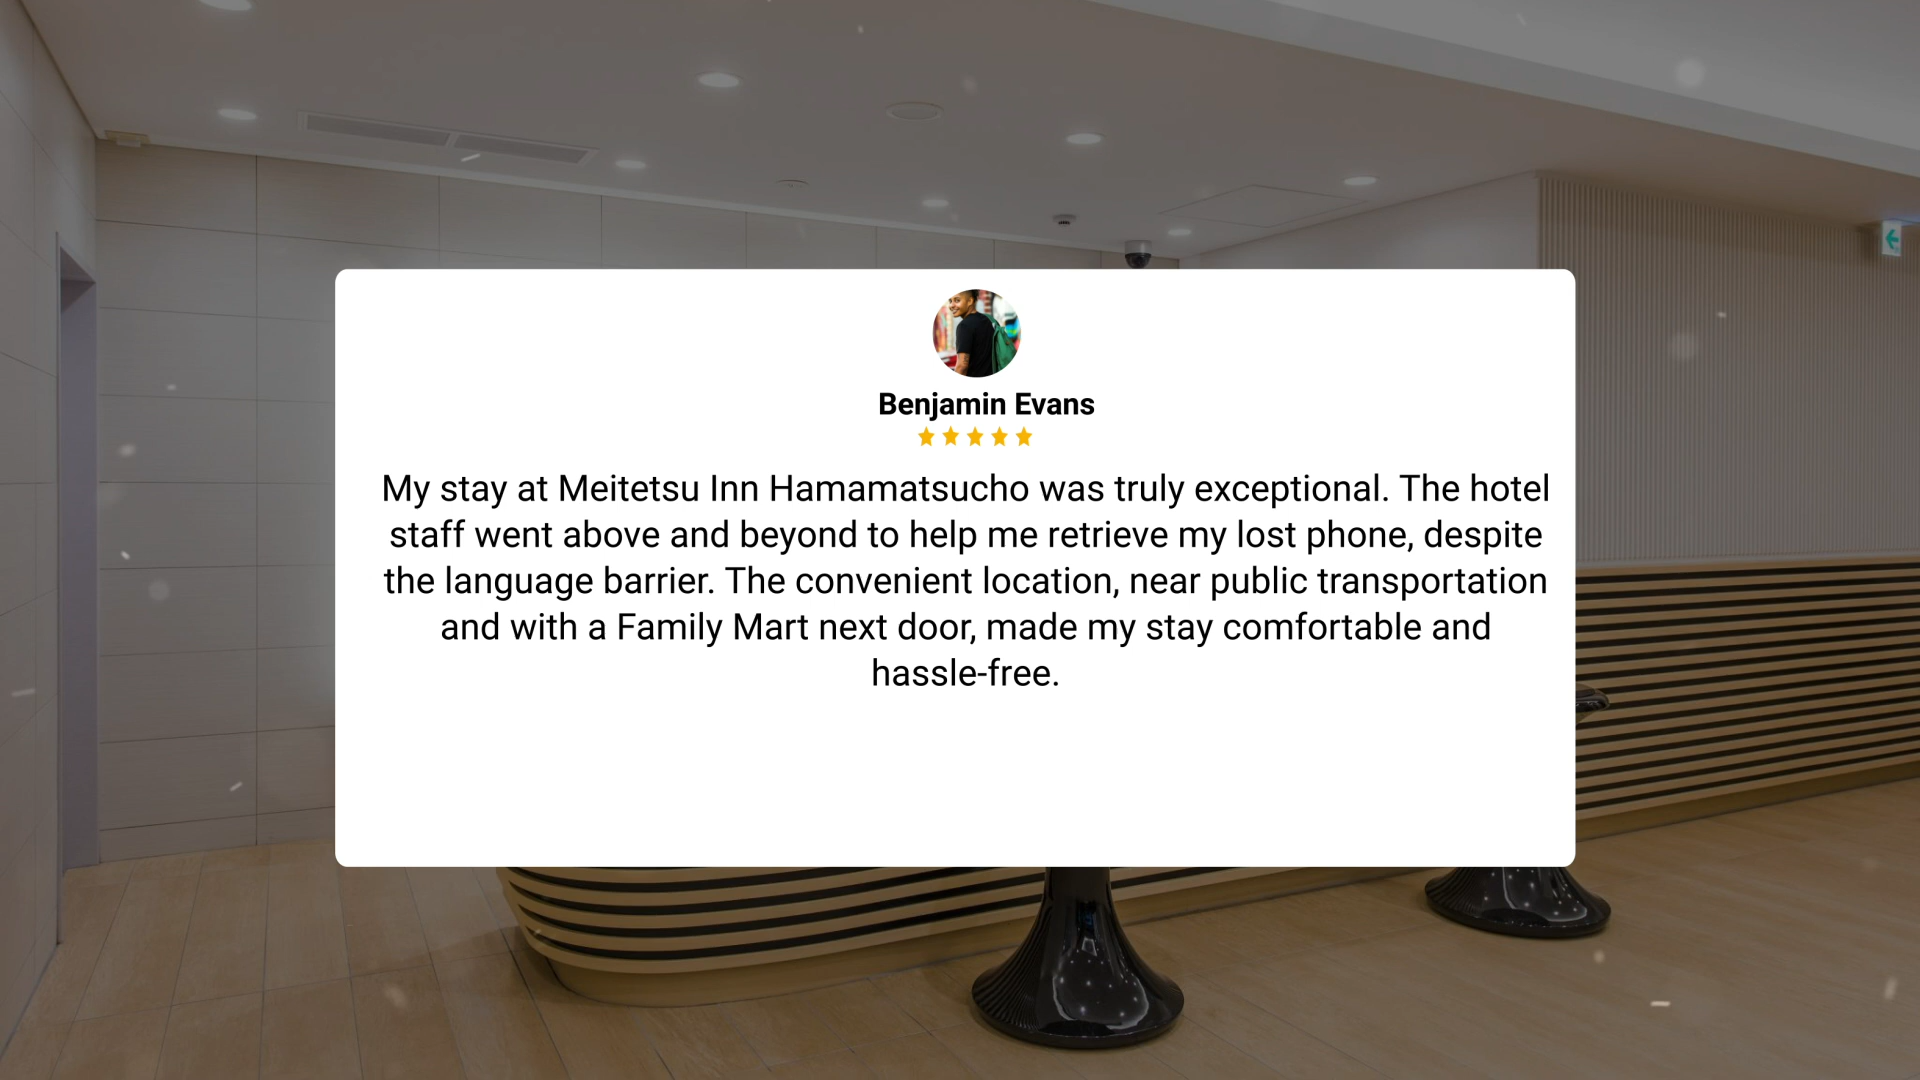 Benjamin Evans
My stay at Meitetsu Inn Hamamatsucho was truly exceptional. The hotel
staff went above and beyond to help me retrieve my lost phone, despite
the language barrier. The convenient location, near public transportation
and with a Family Mart next door, made my stay comfortable and
hassle-free.